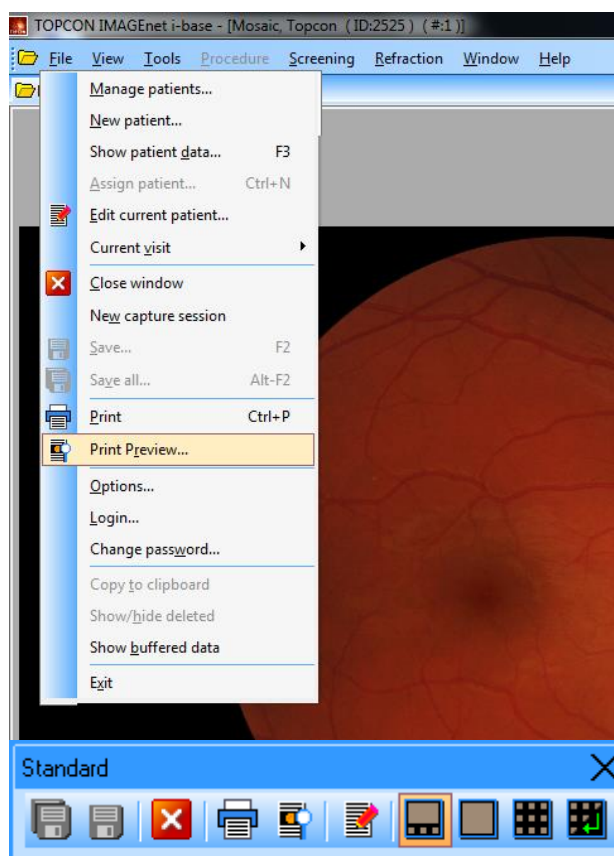 TOPCON IMAGEnet i-base - [Mosaic, Topcon ( ID:2525 ) ( #:1 )]
File View Tools Procedure Screening Refraction Window Help
Manage patients...
New patient...
Show patient data... F3
Assign patient... Ctrl+N
Edit current patient...
Current visit
Close window
New capture session
Save... F2
Save all... Alt-F2
Print Ctrl+P
Print Preview...
Options...
Login...
Change password...
Copy to clipboard
Show/hide deleted
Show buffered data
Exit
Standard